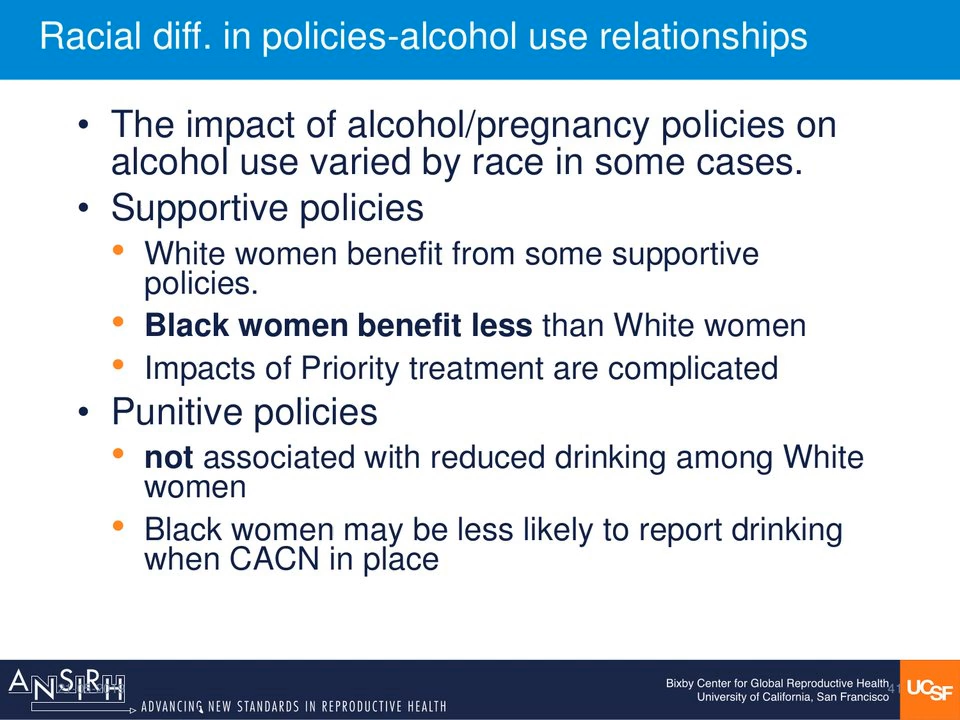 Racial diff. in policies-alcohol use relationships
• The impact of alcohol/pregnancy policies on
alcohol use varied by race in some cases.
• Supportive policies
• White women benefit from some supportive
policies.
• Black women benefit less than White women
• Impacts of Priority treatment are complicated
• Punitive policies
• not associated with reduced drinking among White
women
• Black women may be less likely to report drinking
when CACN in place
ANSIRH
ADVANCING NEW STANDARDS IN REPRODUCTIVE HEALTH
Bixby Center for Global Reproductive Health
University of California, San Francisco
41
UCSF